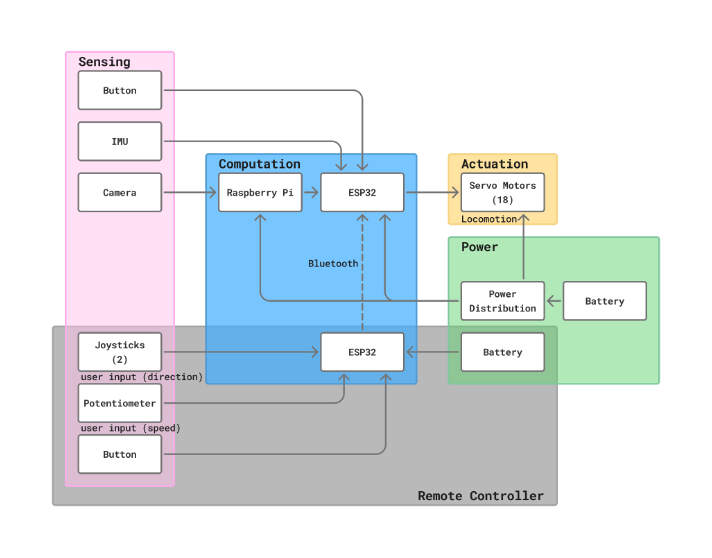 Sensing
Button
IMU
Camera
Computation
Raspberry Pi
ESP32
Bluetooth
Actuation
Servo Motors
(18)
Locomotion
Power
Power
Distribution
Battery
Joysticks
(2)
user input (direction)
Potentiometer
user input (speed)
Button
ESP32
Battery
Remote Controller